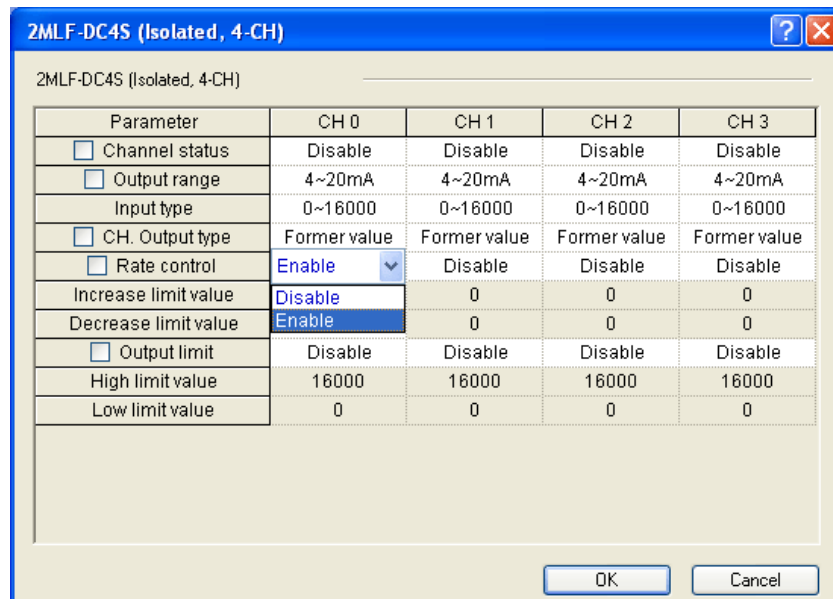 2MLF-DC4S (Isolated, 4-CH)
2MLF-DC4S (Isolated, 4-CH)
Parameter CH 0 CH 1 CH 2 CH 3
Channel status Disable Disable Disable Disable
Output range 4~20mA 4~20mA 4~20mA 4~20mA
Input type 0~16000 0~16000 0~16000 0~16000
CH. Output type Former value Former value Former value Former value
Rate control Enable Disable Disable Disable
Increase limit value Disable 0 0 0
Decrease limit value Enable 0 0 0
Output limit Disable Disable Disable Disable
High limit value 16000 16000 16000 16000
Low limit value 0 0 0 0
OK Cancel